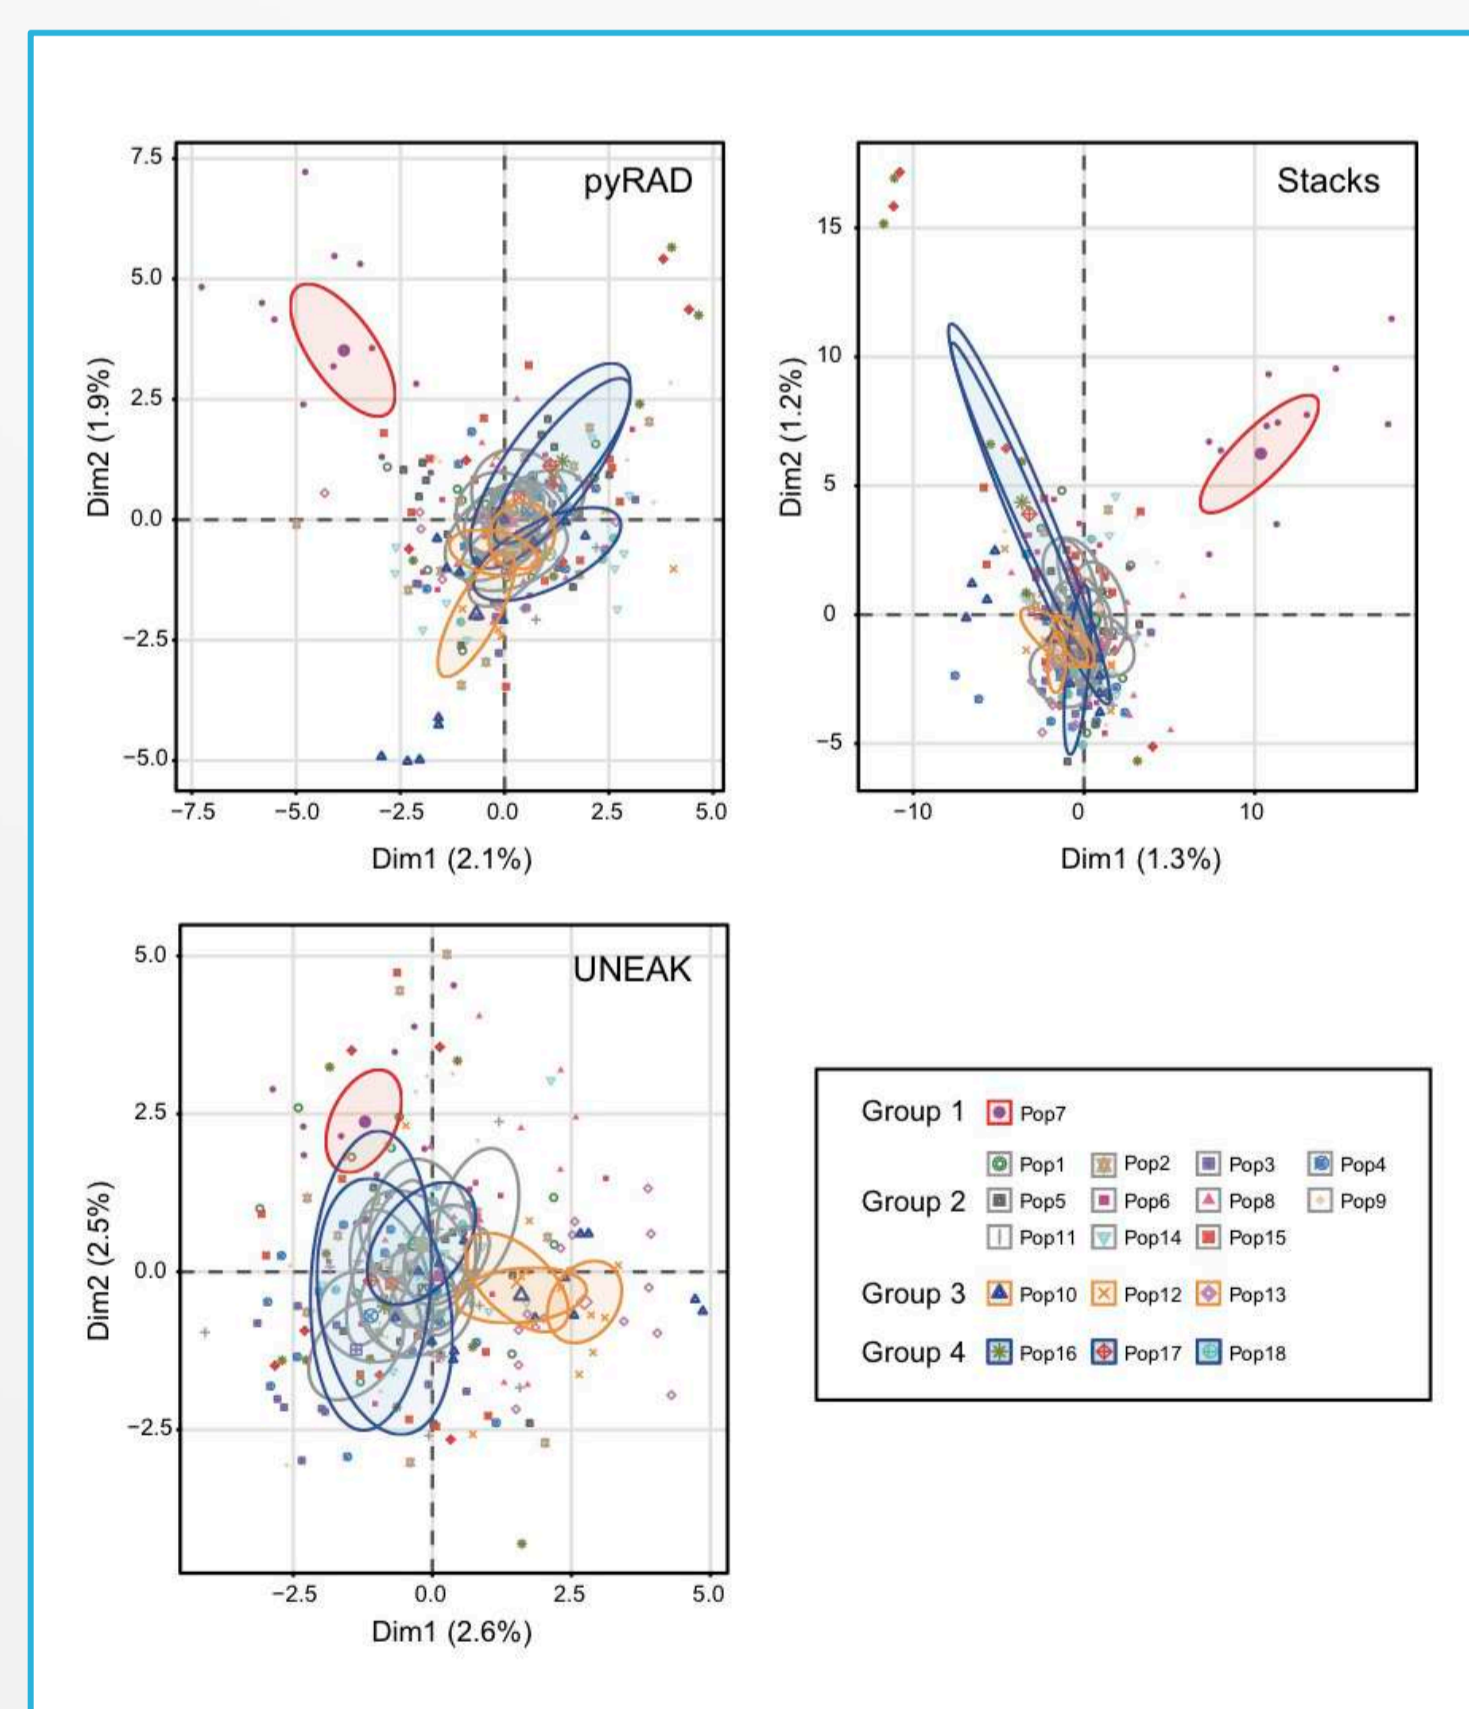 pyRAD
7.5
5.0
2.5
0.0
−2.5
−5.0
Dim2 (1.9%)
−7.5 −5.0 −2.5 0.0 2.5 5.0
Dim1 (2.1%)
Stacks
15
10
5
0
−5
Dim2 (1.2%)
−10 0 10
Dim1 (1.3%)
UNEAK
5.0
2.5
0.0
−2.5
Dim2 (2.5%)
−2.5 0.0 2.5 5.0
Dim1 (2.6%)
Group 1 Pop7
Pop1 Pop2 Pop3 Pop4
Group 2 Pop5 Pop6 Pop8 Pop9
Pop11 Pop14 Pop15
Group 3 Pop10 Pop12 Pop13
Group 4 Pop16 Pop17 Pop18